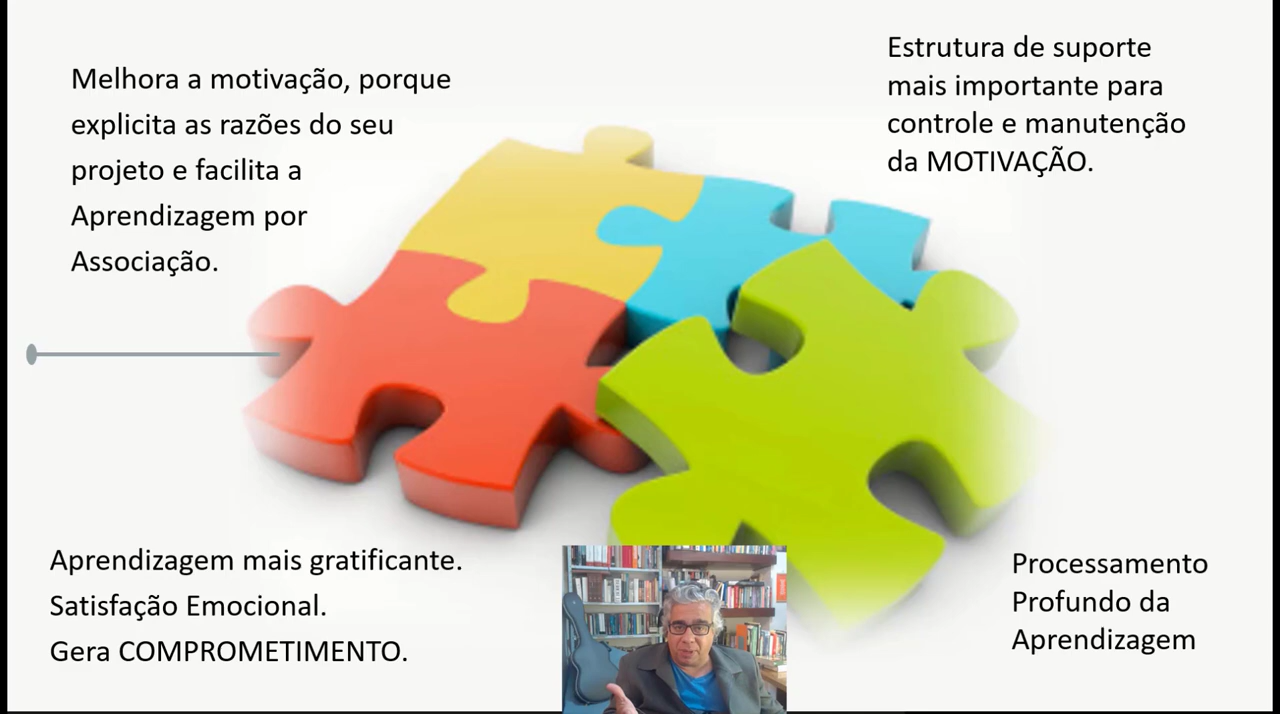 Melhora a motivação, porque
explicita as razões do seu
projeto e facilita a
Aprendizagem por
Associação.
Estrutura de suporte
mais importante para
controle e manutenção
da MOTIVAÇÃO.
Aprendizagem mais gratificante.
Satisfação Emocional.
Gera COMPROMETIMENTO.
Processamento
Profundo da
Aprendizagem